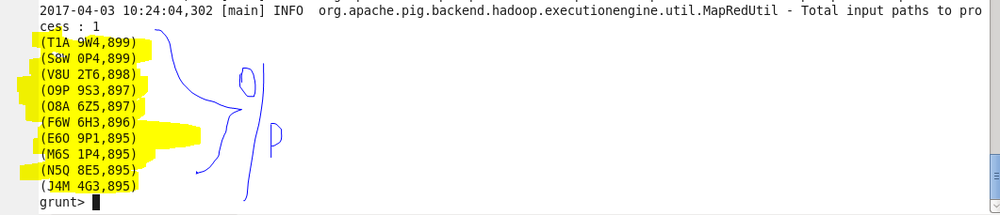 2017-04-03 10:24:04,302 [main] INFO  org.apache.pig.backend.hadoop.executionengine.util.MapRedUtil - Total input paths to pro
cess : 1
(T1A 9W4,899)
(S8W 0P4,899)
(V8U 2T6,898)
(O9P 9S3,897)
(O8A 6Z5,897)
(F6W 6H3,896)
(E6O 9P1,895)
(M6S 1P4,895)
(N5Q 8E5,895)
(J4M 4G3,895)
grunt>
O/P